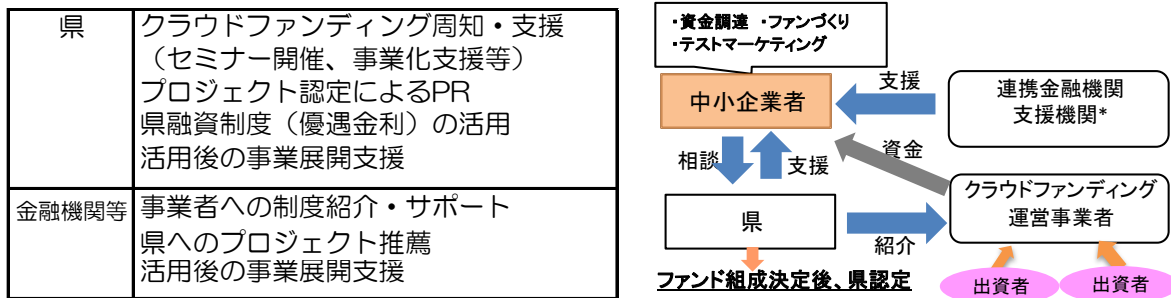 県
クラウドファンディング周知・支援
（セミナー開催、事業化支援等）
プロジェクト認定によるPR
県融資制度（優遇金利）の活用
活用後の事業展開支援
金融機関等
事業者への制度紹介・サポート
県へのプロジェクト推薦
活用後の事業展開支援
・資金調達 ・ファンづくり
・テストマーケティング
中小企業者
支援
連携金融機関
支援機関*
相談
支援
資金
クラウドファンディング
運営事業者
県
紹介
ファンド組成決定後、県認定
出資者
出資者